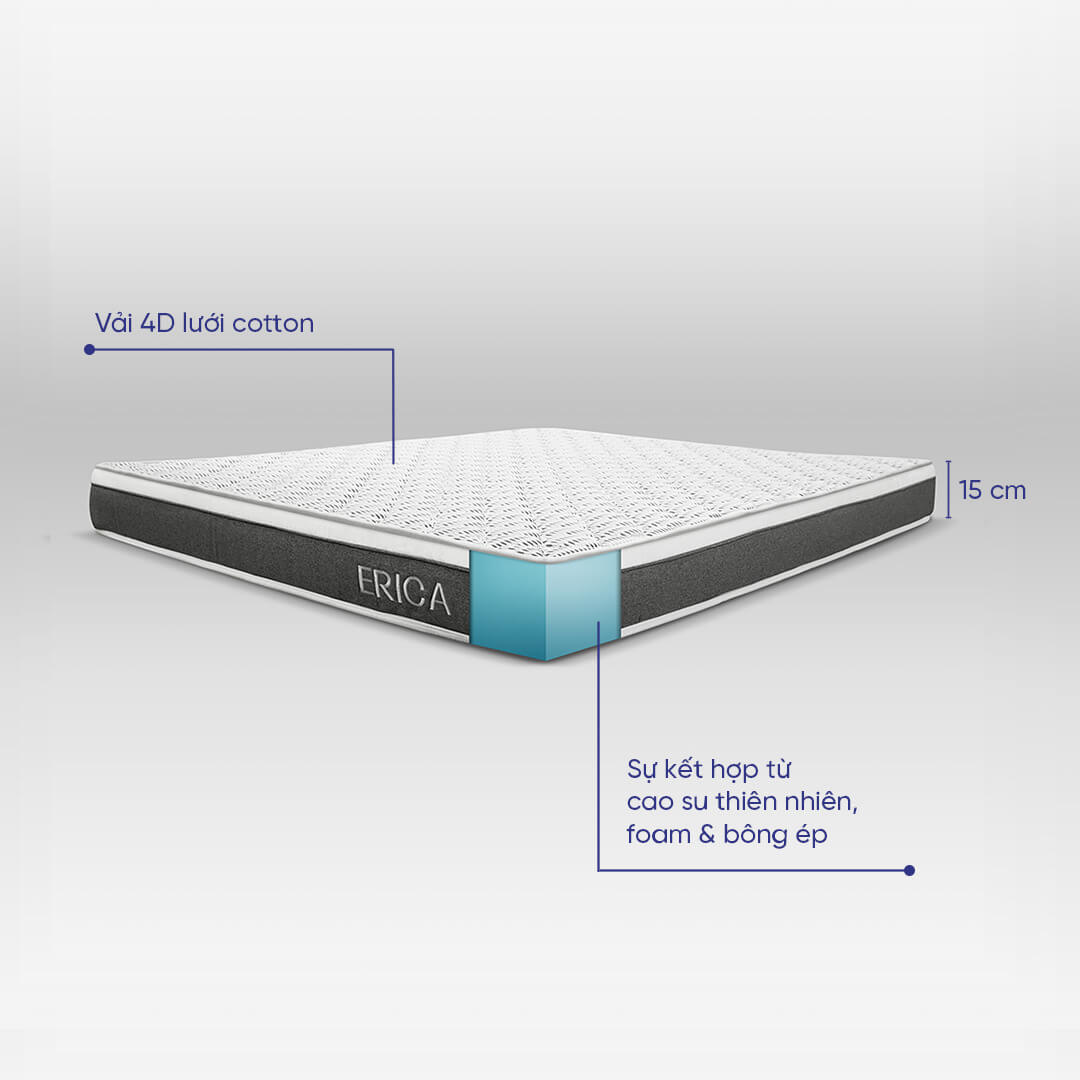 Vải 4D lưới cotton
15 cm
ERICA
Sự kết hợp từ
cao su thiên nhiên,
foam & bông ép